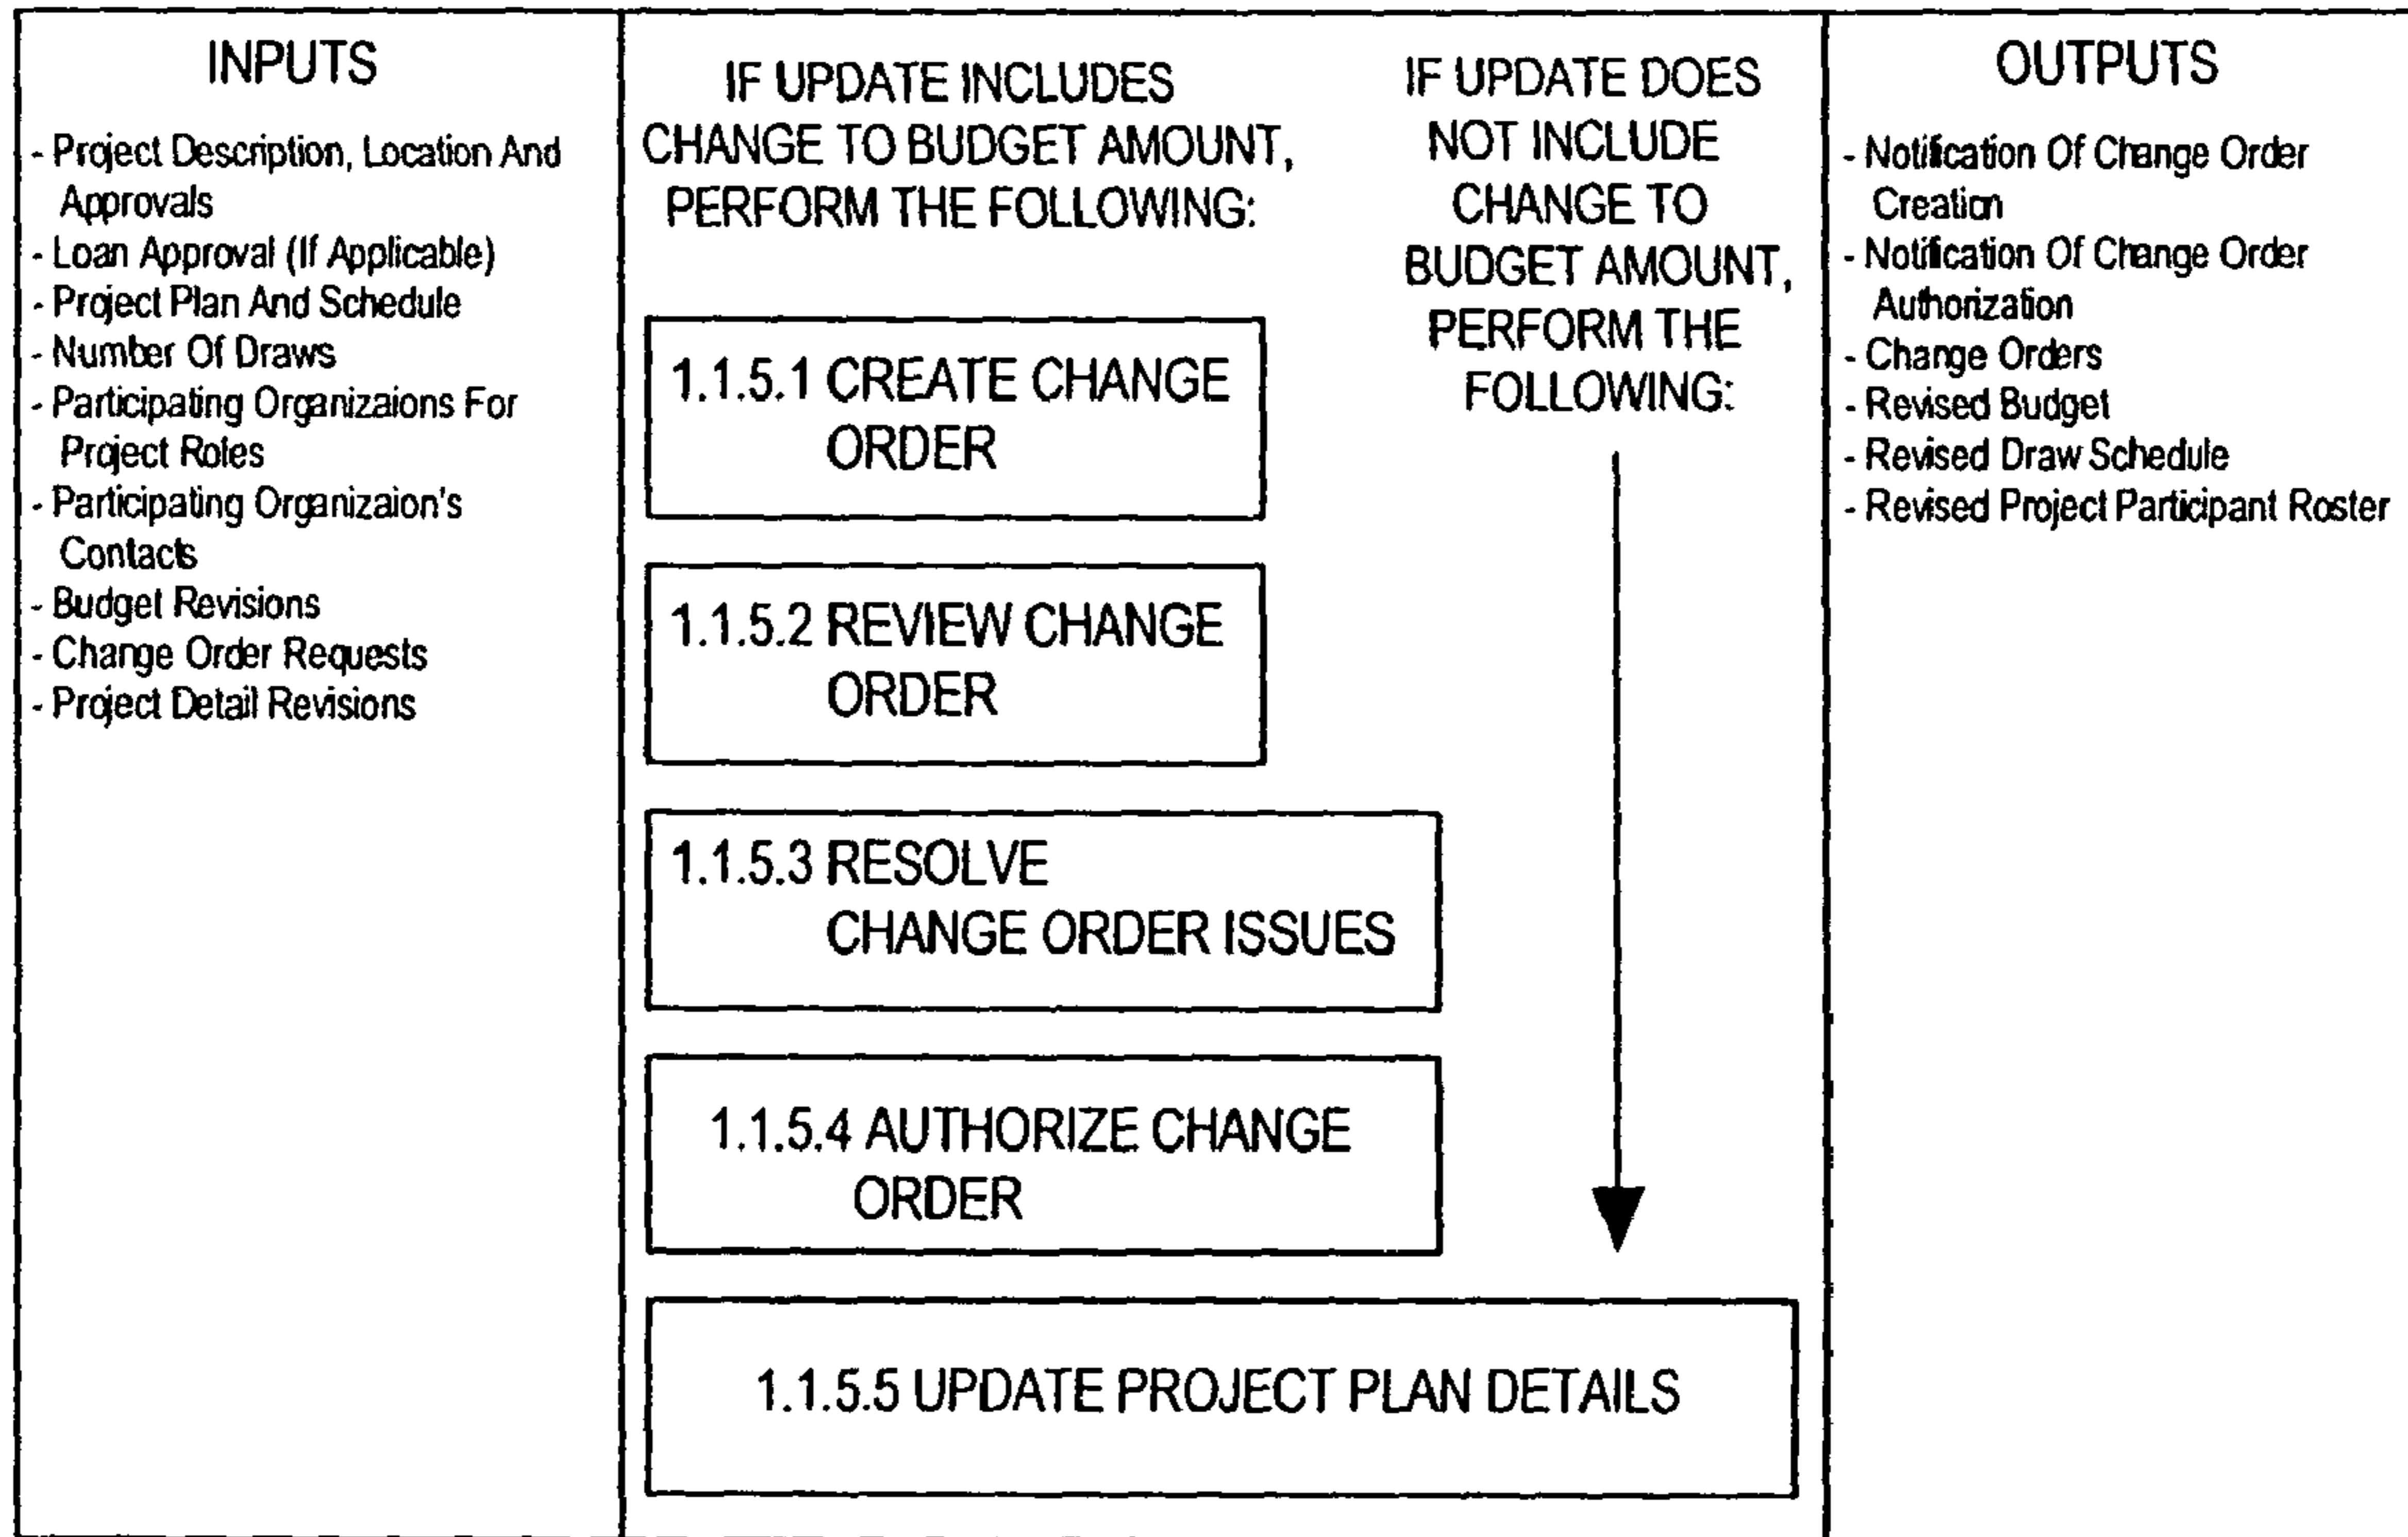 INPUTS
- Project Description, Location And
Approvals
- Loan Approval (If Applicable)
- Project Plan And Schedule
- Number Of Draws
- Participating Organizaions For
Project Roles
- Participating Organizaion's
Contacts
- Budget Revisions
- Change Order Requests
- Project Detail Revisions
IF UPDATE INCLUDES
CHANGE TO BUDGET AMOUNT,
PERFORM THE FOLLOWING:
1.1.5.1 CREATE CHANGE
ORDER
1.1.5.2 REVIEW CHANGE
ORDER
1.1.5.3 RESOLVE
CHANGE ORDER ISSUES
1.1.5.4 AUTHORIZE CHANGE
ORDER
IF UPDATE DOES
NOT INCLUDE
CHANGE TO
BUDGET AMOUNT,
PERFORM THE
FOLLOWING:
1.1.5.5 UPDATE PROJECT PLAN DETAILS
OUTPUTS
- Notification Of Change Order
Creation
- Notification Of Change Order
Authorization
- Change Orders
- Revised Budget
- Revised Draw Schedule
- Revised Project Participant Roster